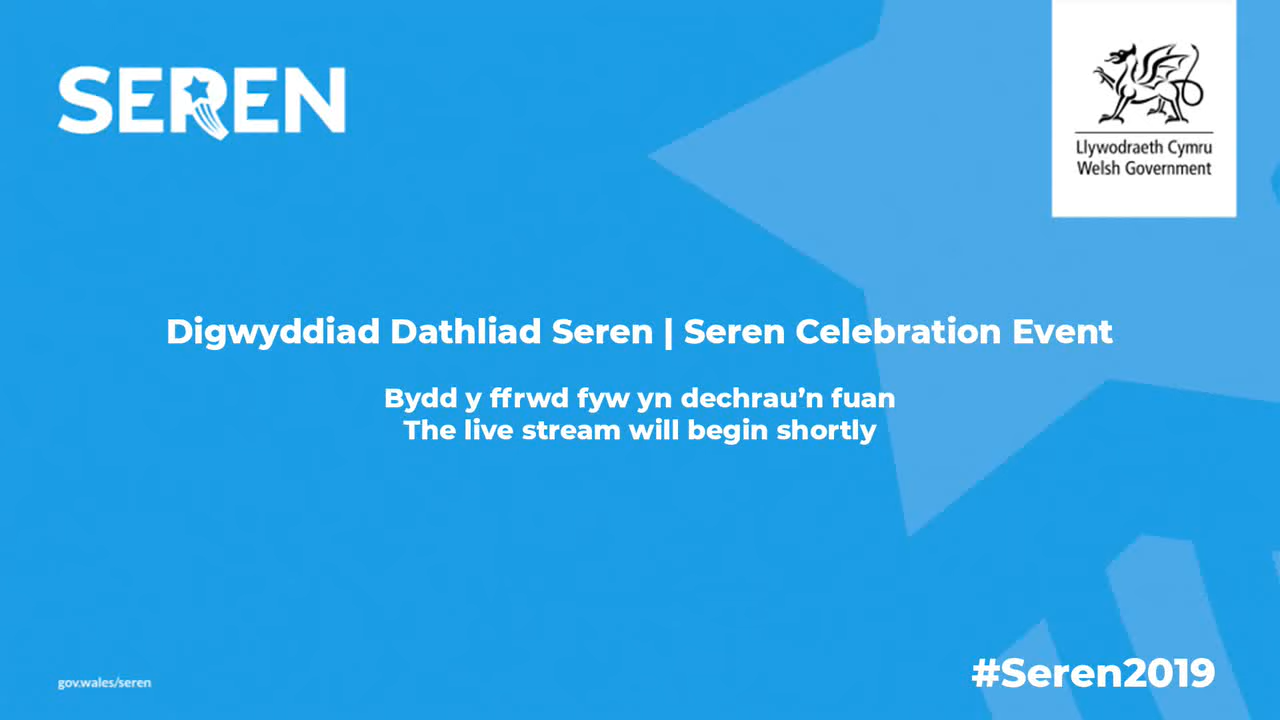 SEREN
Llywodraeth Cymru
Welsh Government
Digwyddiad Dathliad Seren | Seren Celebration Event
Bydd y ffrwd fyw yn dechrau’n fuan
The live stream will begin shortly
gov.wales/seren
#Seren2019